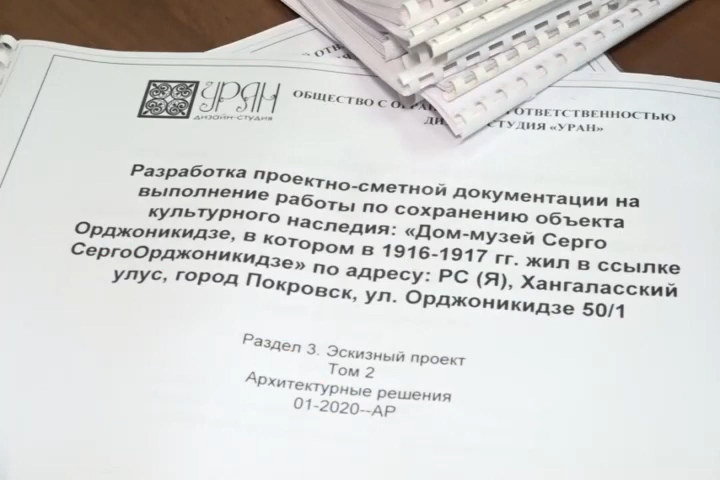 УРАН
дизайн-студия
ОБЩЕСТВО С ОГРА ОТВЕТСТВЕННОСТЬЮ
ДИ СТУДИЯ «УРАН»
Разработка проектно-сметной документации на
выполнение работы по сохранению объекта
культурного наследия: «Дом-музей Серго
Орджоникидзе, в котором в 1916-1917 гг. жил в ссылке
СергоОрджоникидзе» по адресу: РС (Я), Хангаласский
улус, город Покровск, ул. Орджоникидзе 50/1
Раздел 3. Эскизный проект
Том 2
Архитектурные решения
01-2020--АР